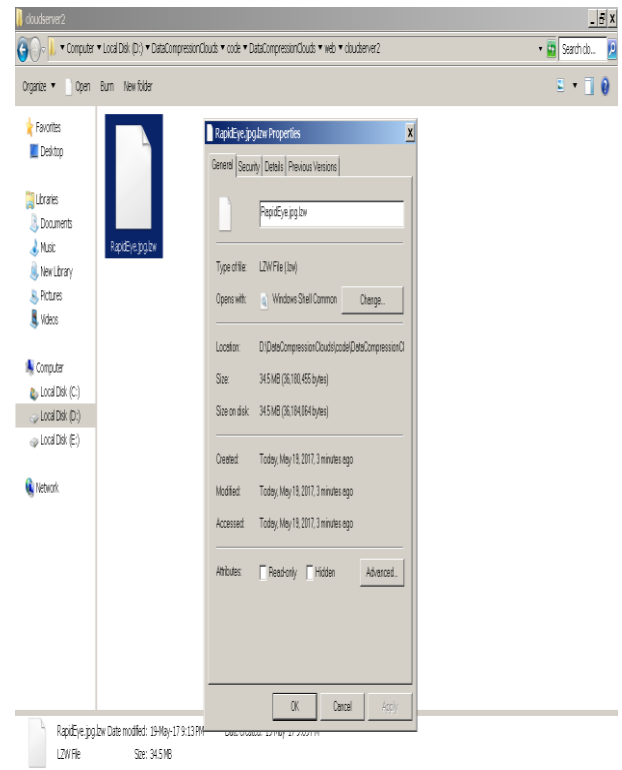 cloudserver2
Computer ▾ Local Disk (D:) ▾ DataCompressionClouds ▾ code ▾ DataCompressionClouds ▾ web ▾ cloudserver2
Search clo...
Organize ▾ Open Burn New folder
Favorites
Desktop
Libraries
Documents
Music
New Library
Pictures
Videos
Computer
Local Disk (C:)
Local Disk (D:)
Local Disk (E:)
Network
RapidEye.jpg.lzw
RapidEye.jpg.lzw Properties
General Security Details Previous Versions
RapidEye.jpg.lzw
Type of file: LZW File (.lzw)
Opens with: Windows Shell Common Change...
Location: D:\DataCompressionClouds\code\DataCompressionCl
Size: 34.5 MB (36,180,455 bytes)
Size on disk: 34.5 MB (36,184,064 bytes)
Created: Today, May 19, 2017, 3 minutes ago
Modified: Today, May 19, 2017, 3 minutes ago
Accessed: Today, May 19, 2017, 3 minutes ago
Attributes: Read-only Hidden Advanced...
OK Cancel Apply
RapidEye.jpg.lzw Date modified: 19-May-17 9:13 PM
LZW File Size: 34.5 MB